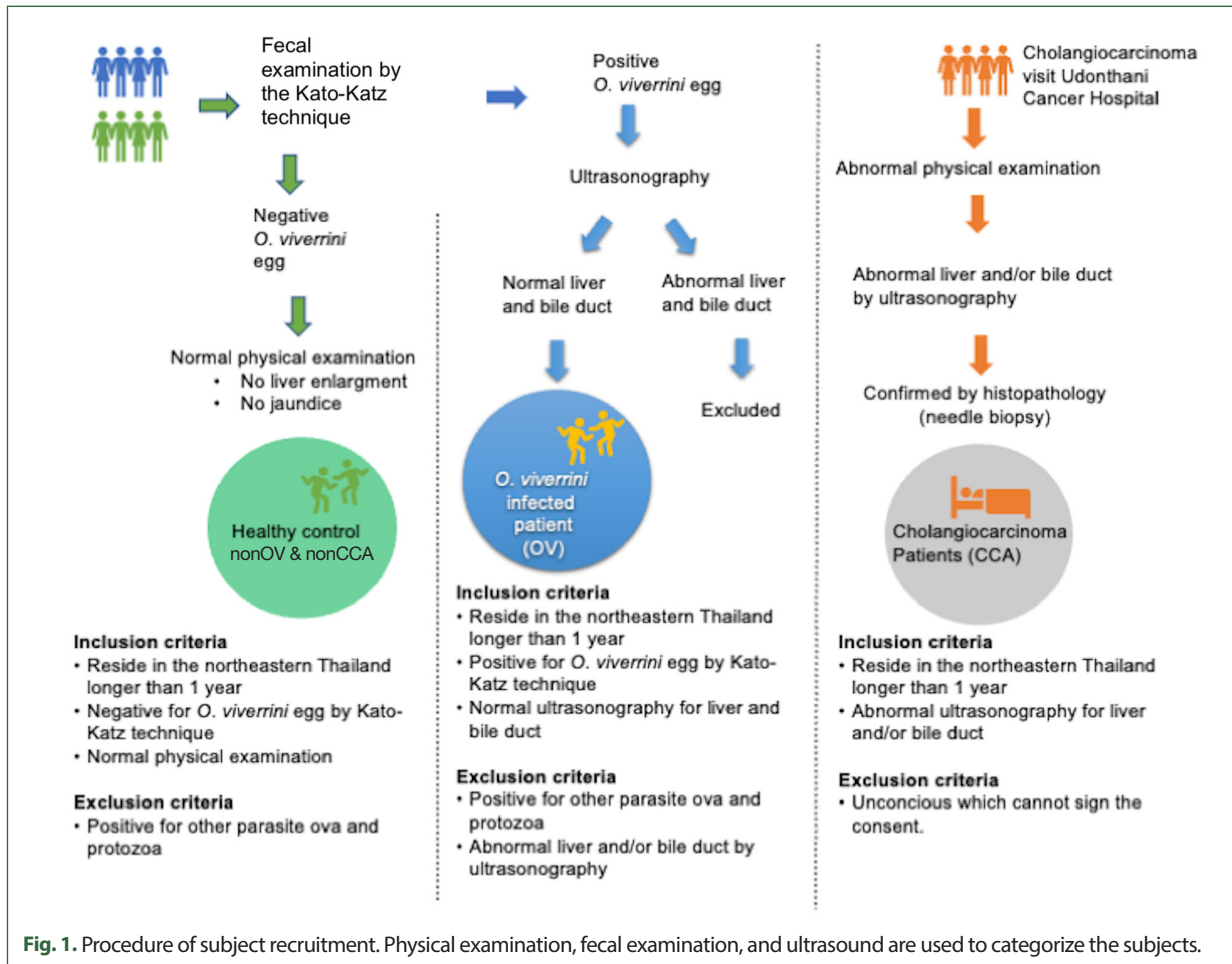 Fecal
examination by
the Kato-Katz
technique
Negative
O. viverrini
egg
Normal physical examination
• No liver enlargment
• No jaundice
Healthy control
nonOV & nonCCA
Inclusion criteria
• Reside in the northeastern Thailand
longer than 1 year
• Negative for O. viverrini egg by Kato-
Katz technique
• Normal physical examination
Exclusion criteria
• Positive for other parasite ova and
protozoa
Positive
O. viverrini egg
Ultrasonography
Normal liver
and bile duct
Abnormal liver
and bile duct
Excluded
O. viverrini
infected
patient
(OV)
Inclusion criteria
• Reside in the northeastern Thailand
longer than 1 year
• Positive for O. viverrini egg by Kato-
Katz technique
• Normal ultrasonography for liver and
bile duct
Exclusion criteria
• Positive for other parasite ova and
protozoa
• Abnormal liver and/or bile duct by
ultrasonography
Cholangiocarcinoma
visit Udonthani
Cancer Hospital
Abnormal physical examination
Abnormal liver and/or bile duct
by ultrasonography
Confirmed by histopathology
(needle biopsy)
Cholangiocarcinoma
Patients (CCA)
Inclusion criteria
• Reside in the northeastern Thailand
longer than 1 year
• Abnormal ultrasonography for liver
and/or bile duct
Exclusion criteria
• Unconcious which cannot sign the
consent.
Fig. 1. Procedure of subject recruitment. Physical examination, fecal examination, and ultrasound are used to categorize the subjects.